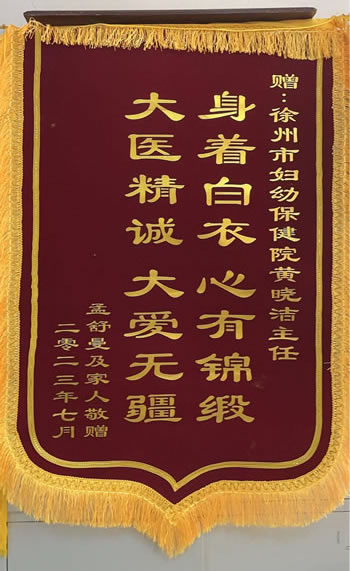 赠：徐州市妇幼保健院黄晓洁主任
身着白衣 心有锦缎
大医精诚 大爱无疆
孟舒曼及家人敬赠
二零二三年七月